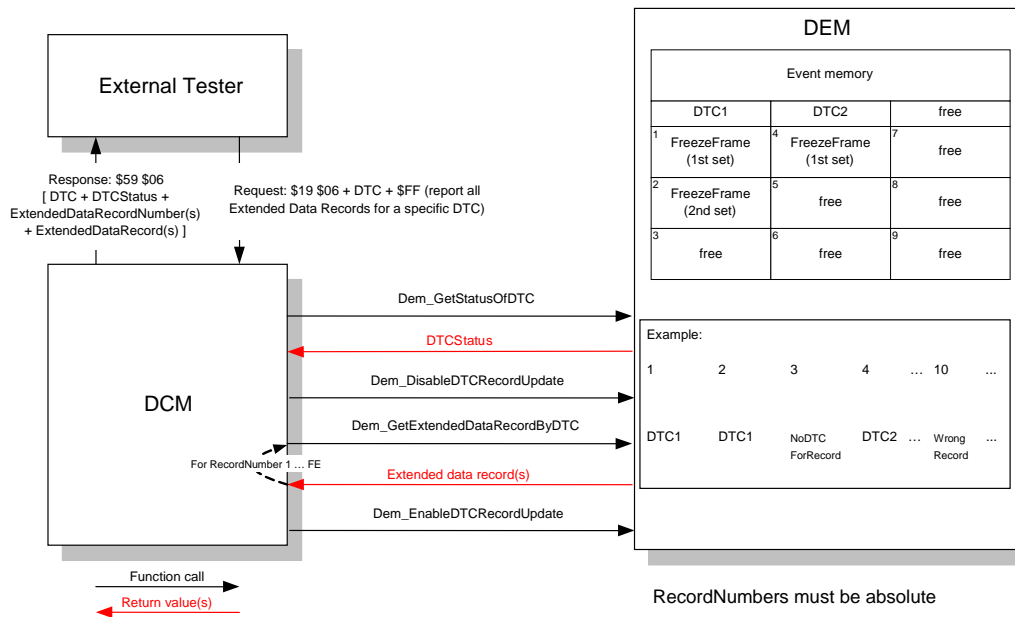 External Tester
Response: $59 $06
[ DTC + DTCStatus +
ExtendedDataRecordNumber(s)
+ ExtendedDataRecord(s) ]
Request: $19 $06 + DTC + $FF (report all
Extended Data Records for a specific DTC)
DCM
For RecordNumber 1 ... FE
Dem_GetStatusOfDTC
DTCStatus
Dem_DisableDTCRecordUpdate
Dem_GetExtendedDataRecordByDTC
Extended data record(s)
Dem_EnableDTCRecordUpdate
Function call
Return value(s)
DEM
Event memory
DTC1 DTC2 free
1 FreezeFrame
(1st set)
4 FreezeFrame
(1st set)
7 free
2 FreezeFrame
(2nd set)
5 free
8 free
3 free
6 free
9 free
Example:
1 2 3 4 ... 10 ...
DTC1 DTC1 NoDTC
ForRecord
DTC2 ... Wrong
Record
...
RecordNumbers must be absolute